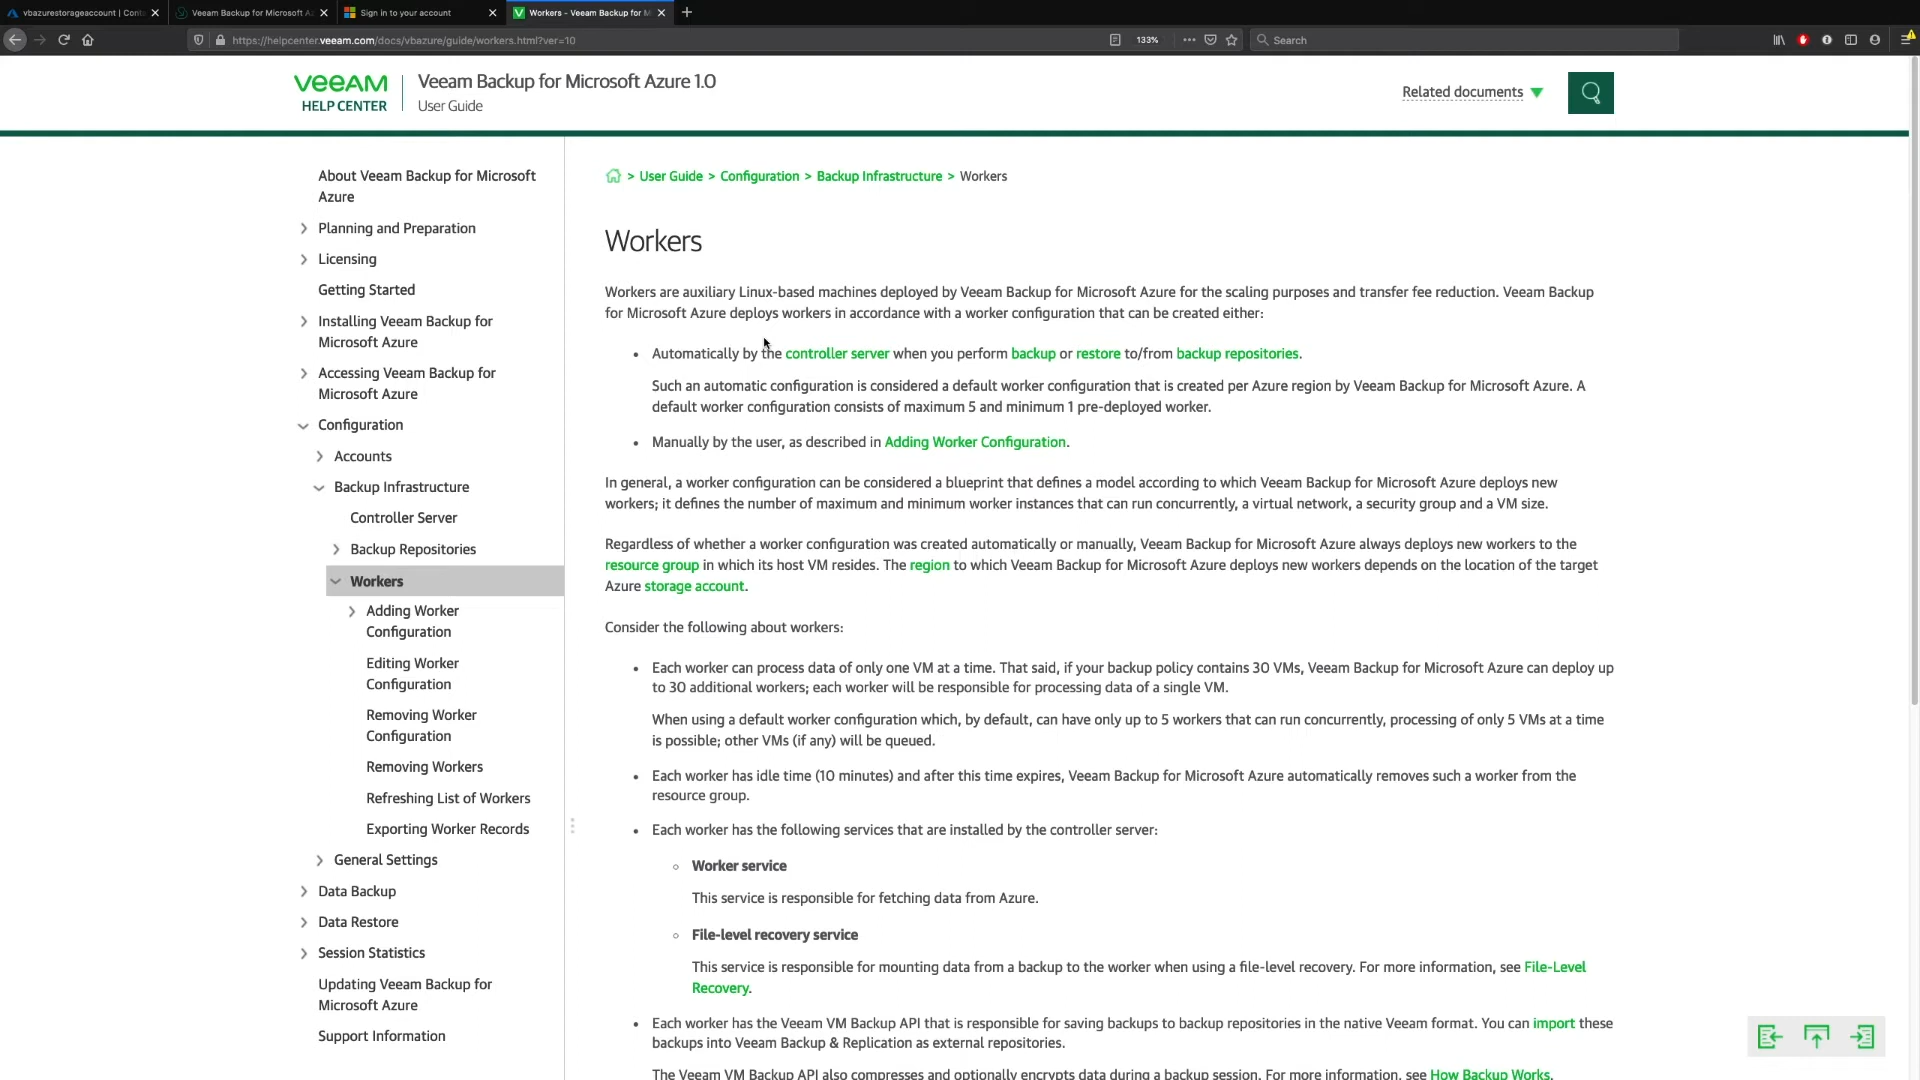 vbazurestorageaccount | Cont
Veeam Backup for Microsoft A
Sign in to your account
Workers - Veeam Backup for M
https://helpcenter.veeam.com/docs/vbazure/guide/workers.html?ver=10
133%
Search
veeam
HELP CENTER
Veeam Backup for Microsoft Azure 1.0
User Guide
Related documents
About Veeam Backup for Microsoft
Azure
Planning and Preparation
Licensing
Getting Started
Installing Veeam Backup for
Microsoft Azure
Accessing Veeam Backup for
Microsoft Azure
Configuration
Accounts
Backup Infrastructure
Controller Server
Backup Repositories
Workers
Adding Worker
Configuration
Editing Worker
Configuration
Removing Worker
Configuration
Removing Workers
Refreshing List of Workers
Exporting Worker Records
General Settings
Data Backup
Data Restore
Session Statistics
Updating Veeam Backup for
Microsoft Azure
Support Information
> User Guide > Configuration > Backup Infrastructure > Workers
Workers
Workers are auxiliary Linux-based machines deployed by Veeam Backup for Microsoft Azure for the scaling purposes and transfer fee reduction. Veeam Backup
for Microsoft Azure deploys workers in accordance with a worker configuration that can be created either:
• Automatically by the controller server when you perform backup or restore to/from backup repositories.
Such an automatic configuration is considered a default worker configuration that is created per Azure region by Veeam Backup for Microsoft Azure. A
default worker configuration consists of maximum 5 and minimum 1 pre-deployed worker.
• Manually by the user, as described in Adding Worker Configuration.
In general, a worker configuration can be considered a blueprint that defines a model according to which Veeam Backup for Microsoft Azure deploys new
workers; it defines the number of maximum and minimum worker instances that can run concurrently, a virtual network, a security group and a VM size.
Regardless of whether a worker configuration was created automatically or manually, Veeam Backup for Microsoft Azure always deploys new workers to the
resource group in which its host VM resides. The region to which Veeam Backup for Microsoft Azure deploys new workers depends on the location of the target
Azure storage account.
Consider the following about workers:
• Each worker can process data of only one VM at a time. That said, if your backup policy contains 30 VMs, Veeam Backup for Microsoft Azure can deploy up
to 30 additional workers; each worker will be responsible for processing data of a single VM.
When using a default worker configuration which, by default, can have only up to 5 workers that can run concurrently, processing of only 5 VMs at a time
is possible; other VMs (if any) will be queued.
• Each worker has idle time (10 minutes) and after this time expires, Veeam Backup for Microsoft Azure automatically removes such a worker from the
resource group.
• Each worker has the following services that are installed by the controller server:
○ Worker service
This service is responsible for fetching data from Azure.
○ File-level recovery service
This service is responsible for mounting data from a backup to the worker when using a file-level recovery. For more information, see File-Level
Recovery.
• Each worker has the Veeam VM Backup API that is responsible for saving backups to backup repositories in the native Veeam format. You can import these
backups into Veeam Backup & Replication as external repositories.
The Veeam VM Backup API also compresses and optionally encrypts data during a backup session. For more information, see How Backup Works.